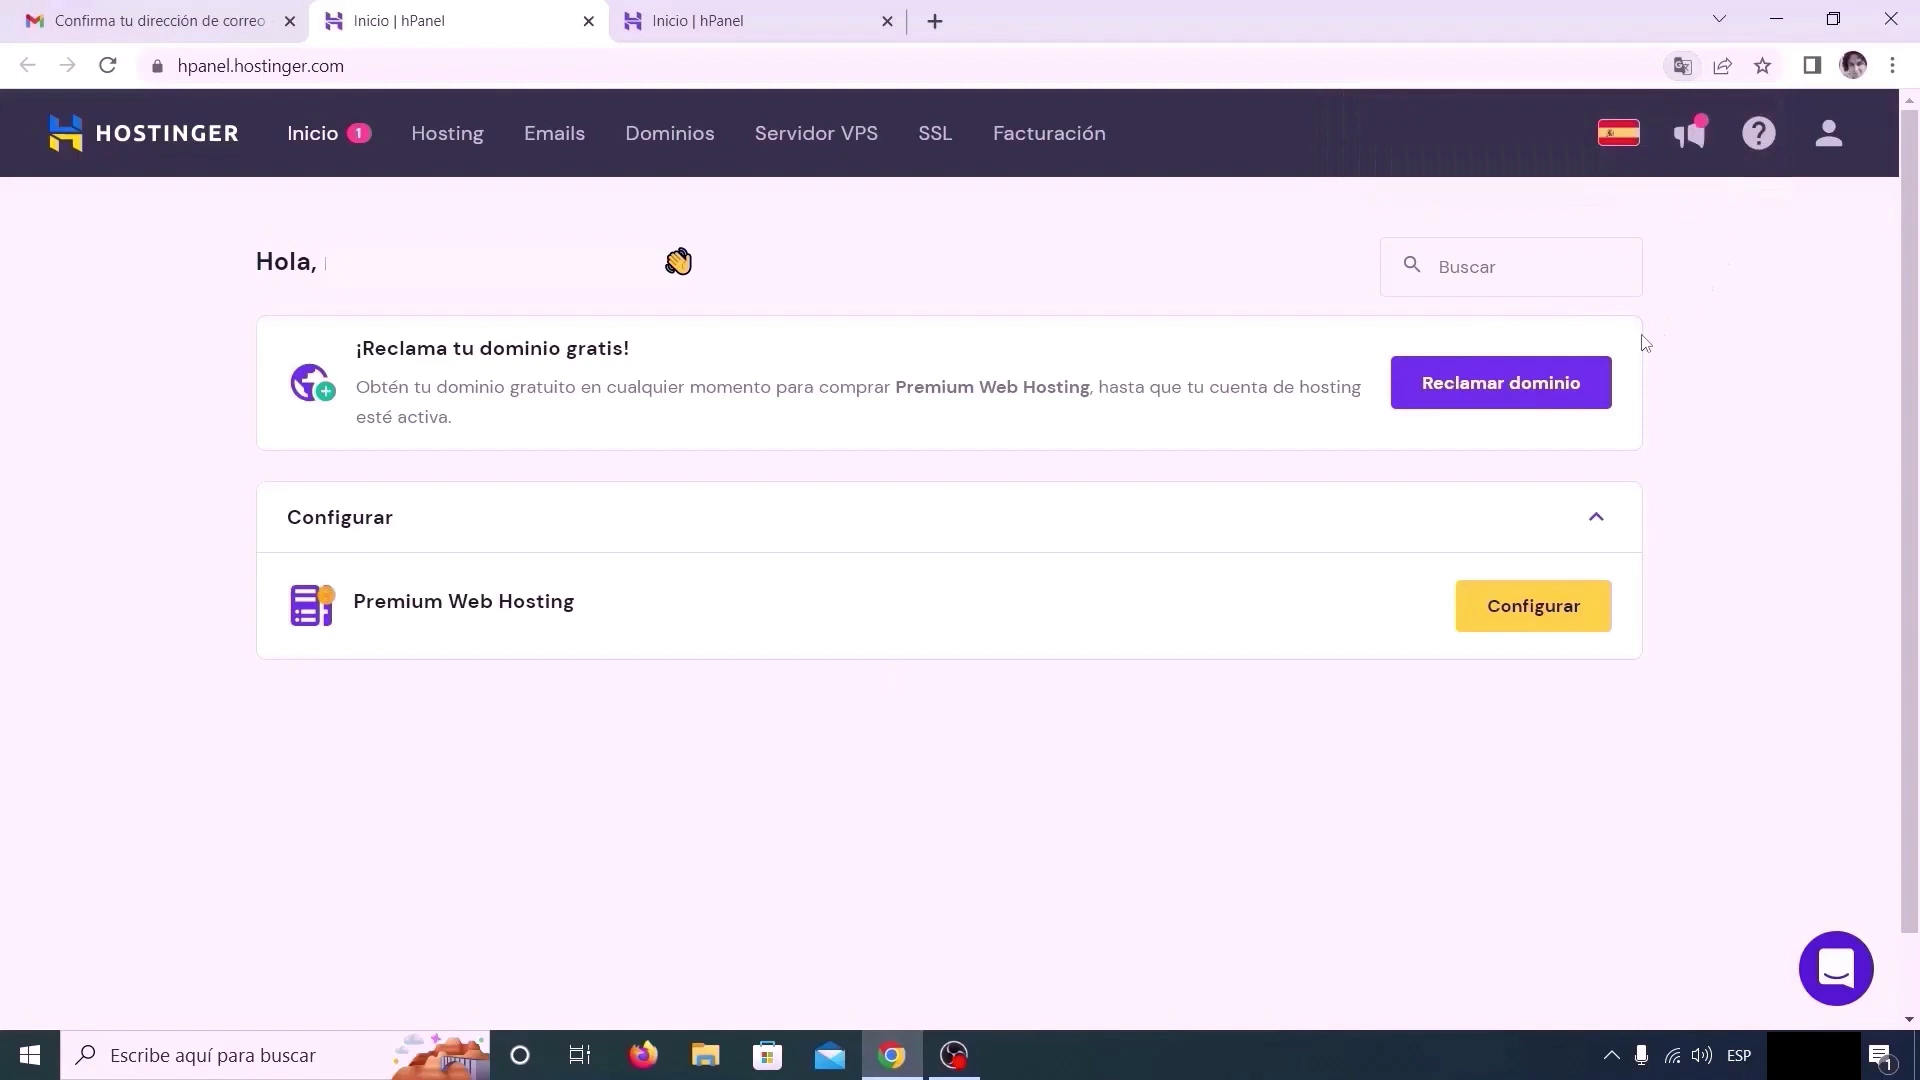 Confirma tu dirección de correo
Inicio | hPanel
Inicio | hPanel
hpanel.hostinger.com
HOSTINGER
Inicio 1
Hosting
Emails
Dominios
Servidor VPS
SSL
Facturación
Hola,
Buscar
¡Reclama tu dominio gratis!
Obtén tu dominio gratuito en cualquier momento para comprar Premium Web Hosting, hasta que tu cuenta de hosting
esté activa.
Reclamar dominio
Configurar
Premium Web Hosting
Configurar
Escribe aquí para buscar
ESP
1